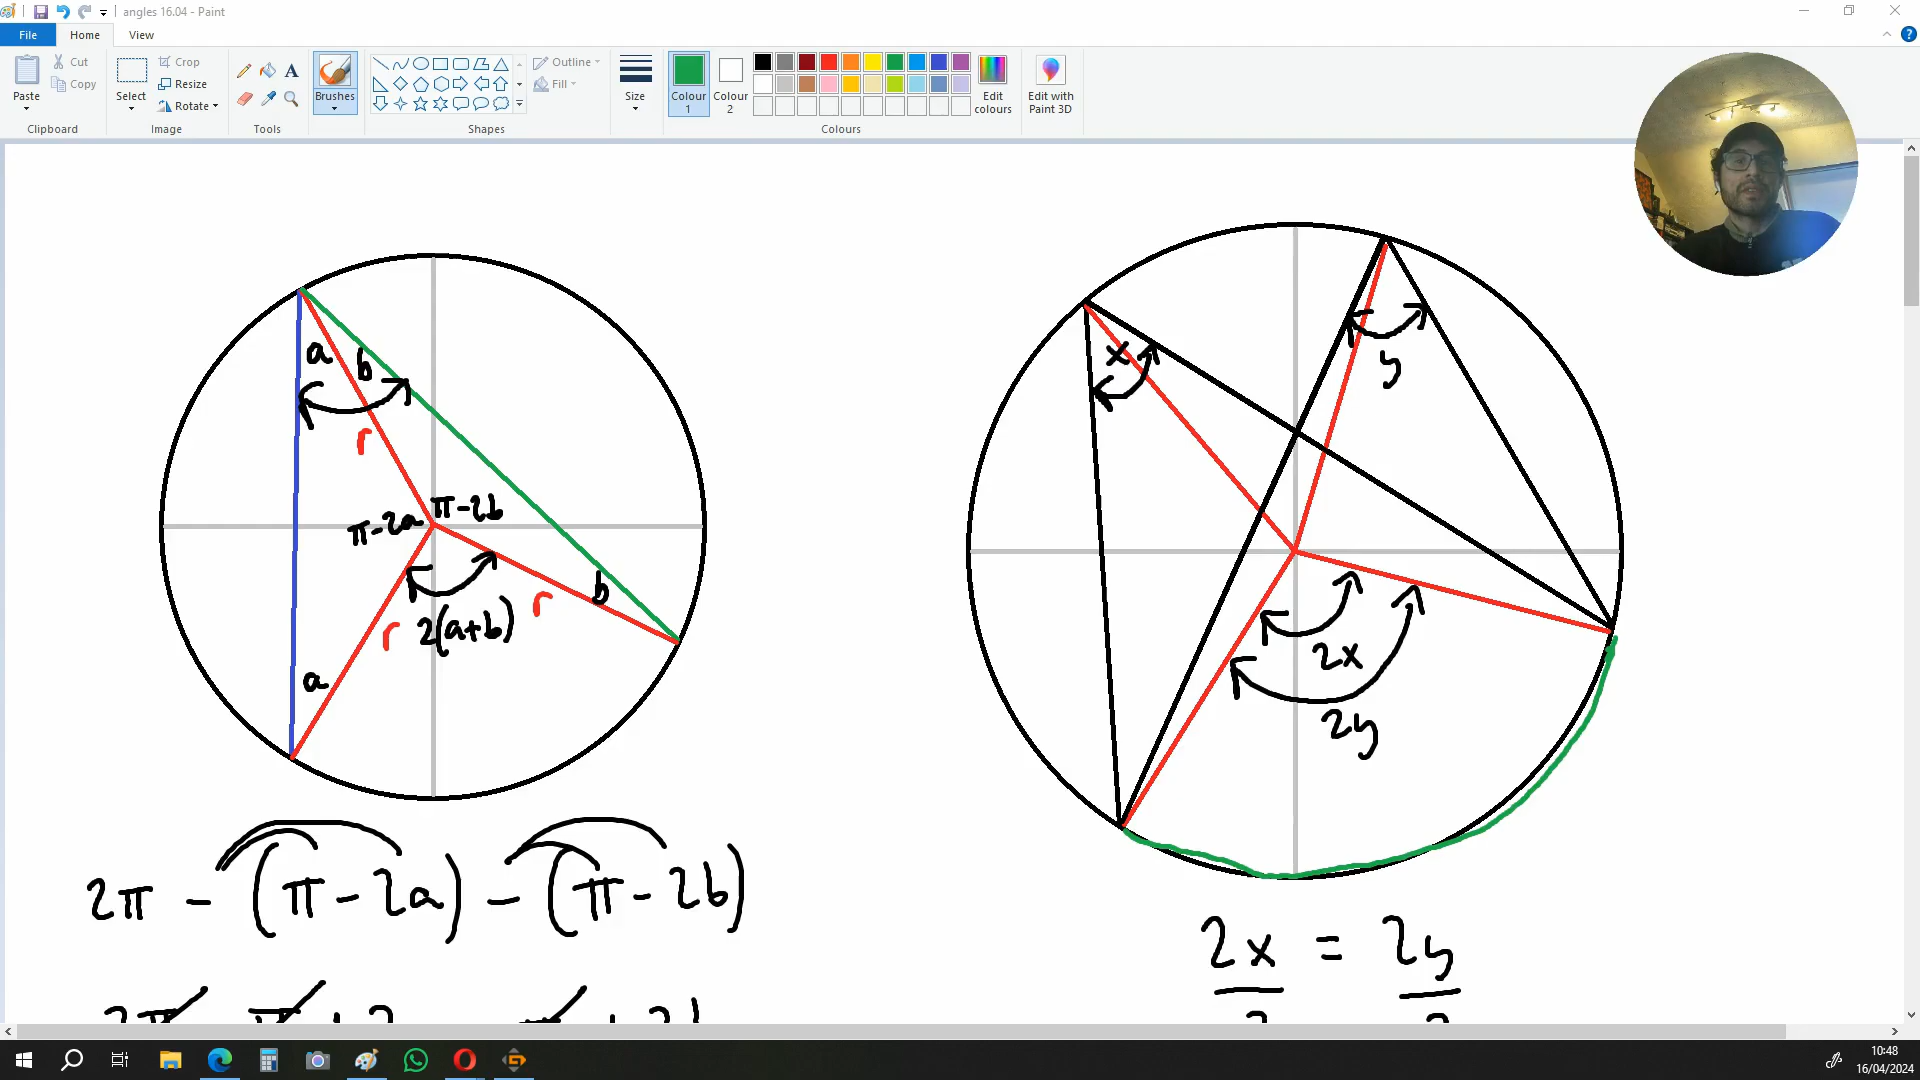 angles 16.04 - Paint
File Home View
Paste
Cut
Copy
Clipboard
Select
Crop
Resize
Rotate
Image
A
Tools
Brushes
Outline
Fill
Shapes
Size
Colour 1
Colour 2
Edit colours
Colours
Edit with Paint 3D
a
b
r
π-2a
π-2b
2(a+b)
r
r
b
a
x
y
2x
2y
2π - (π - 2a) - (π - 2b)
2x = 2y
10:48
16/04/2024